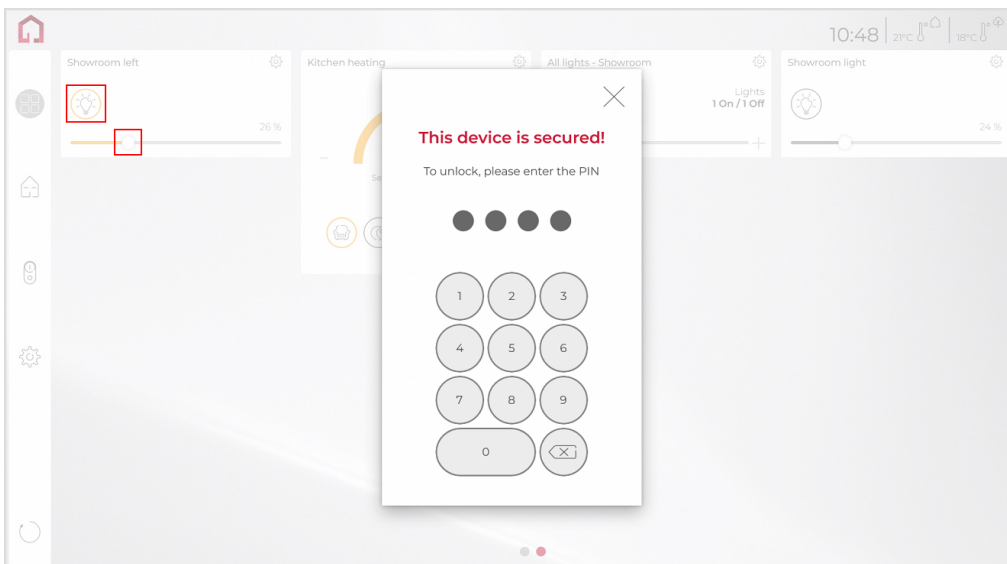 10:48 21°C 18°C
Showroom left
26 %
Kitchen heating
Se
All lights - Showroom
Lights
1 On / 1 Off
Showroom light
24 %
This device is secured!
To unlock, please enter the PIN
1 2 3
4 5 6
7 8 9
0